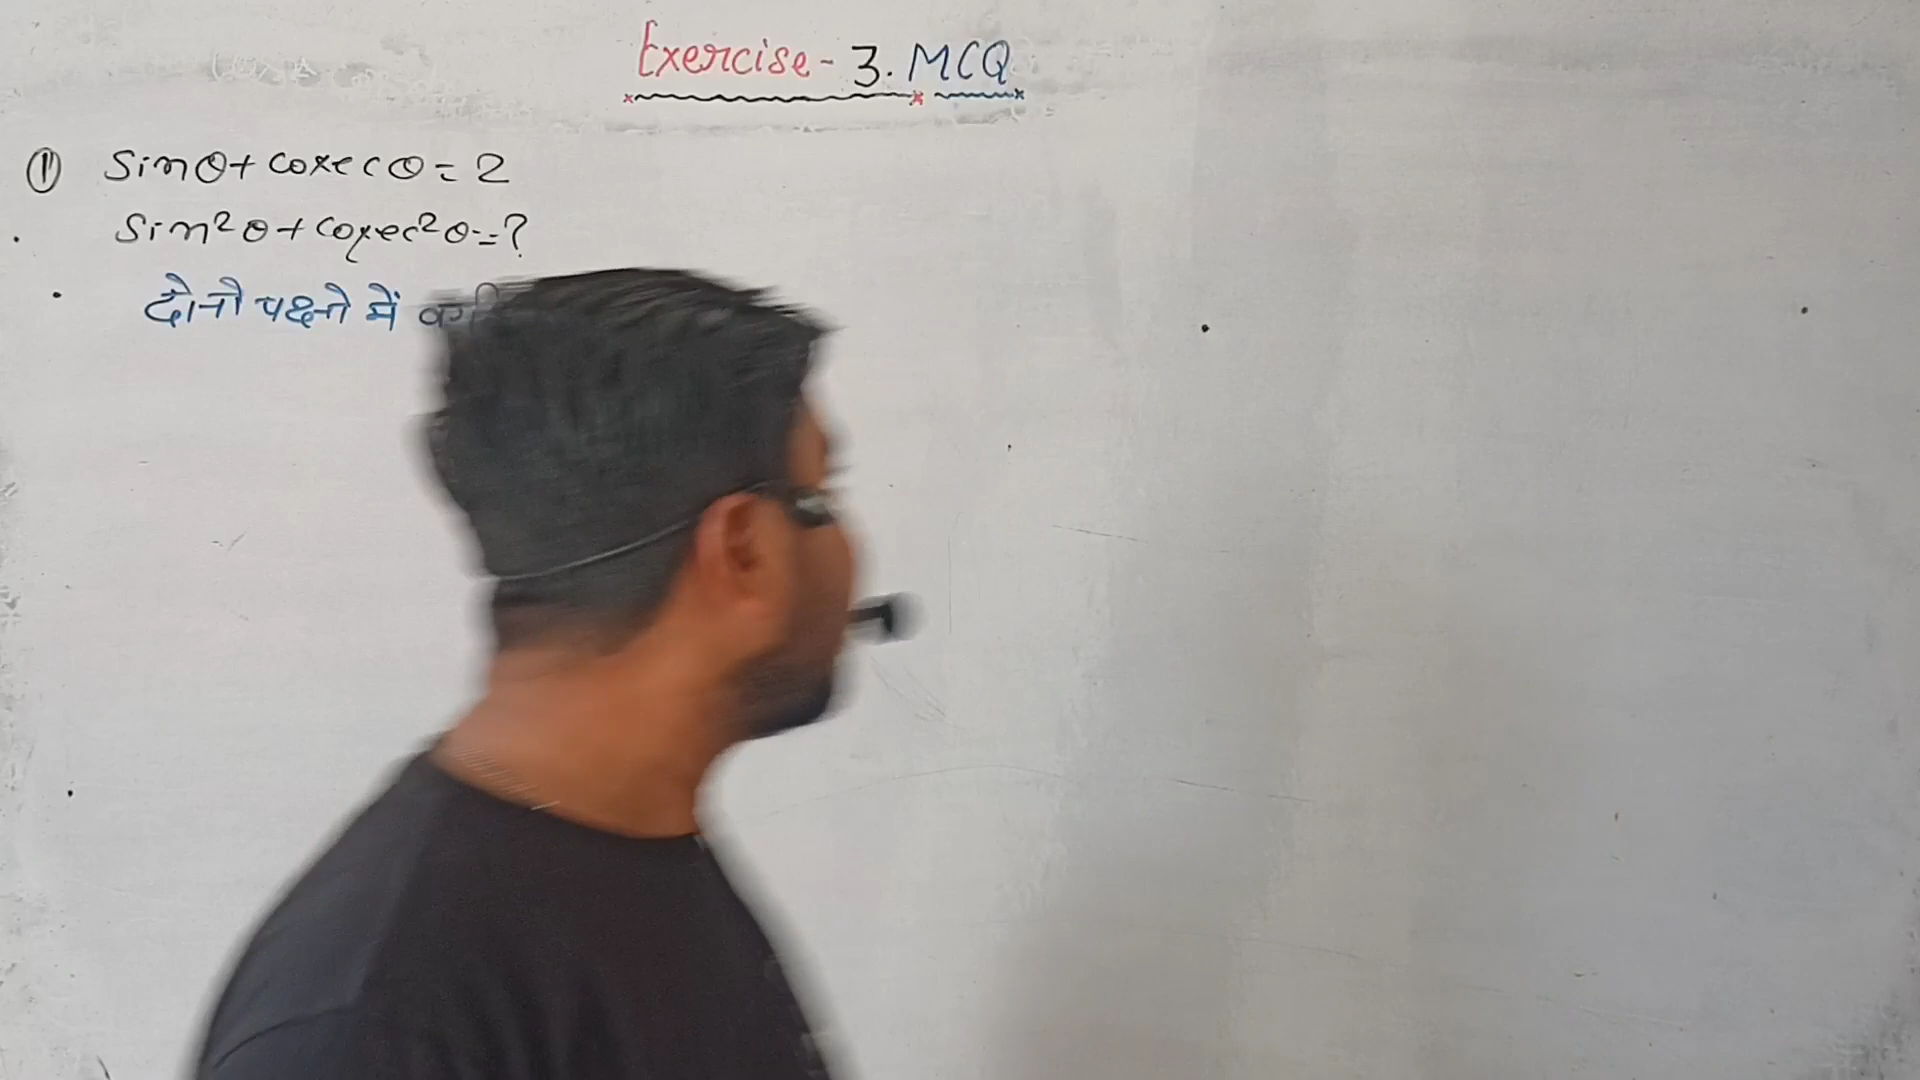 Exercise - 3. MCQ
① Sinθ + Cosecθ = 2
Sin²θ + Cosec²θ = ?
दोनो पक्षो में